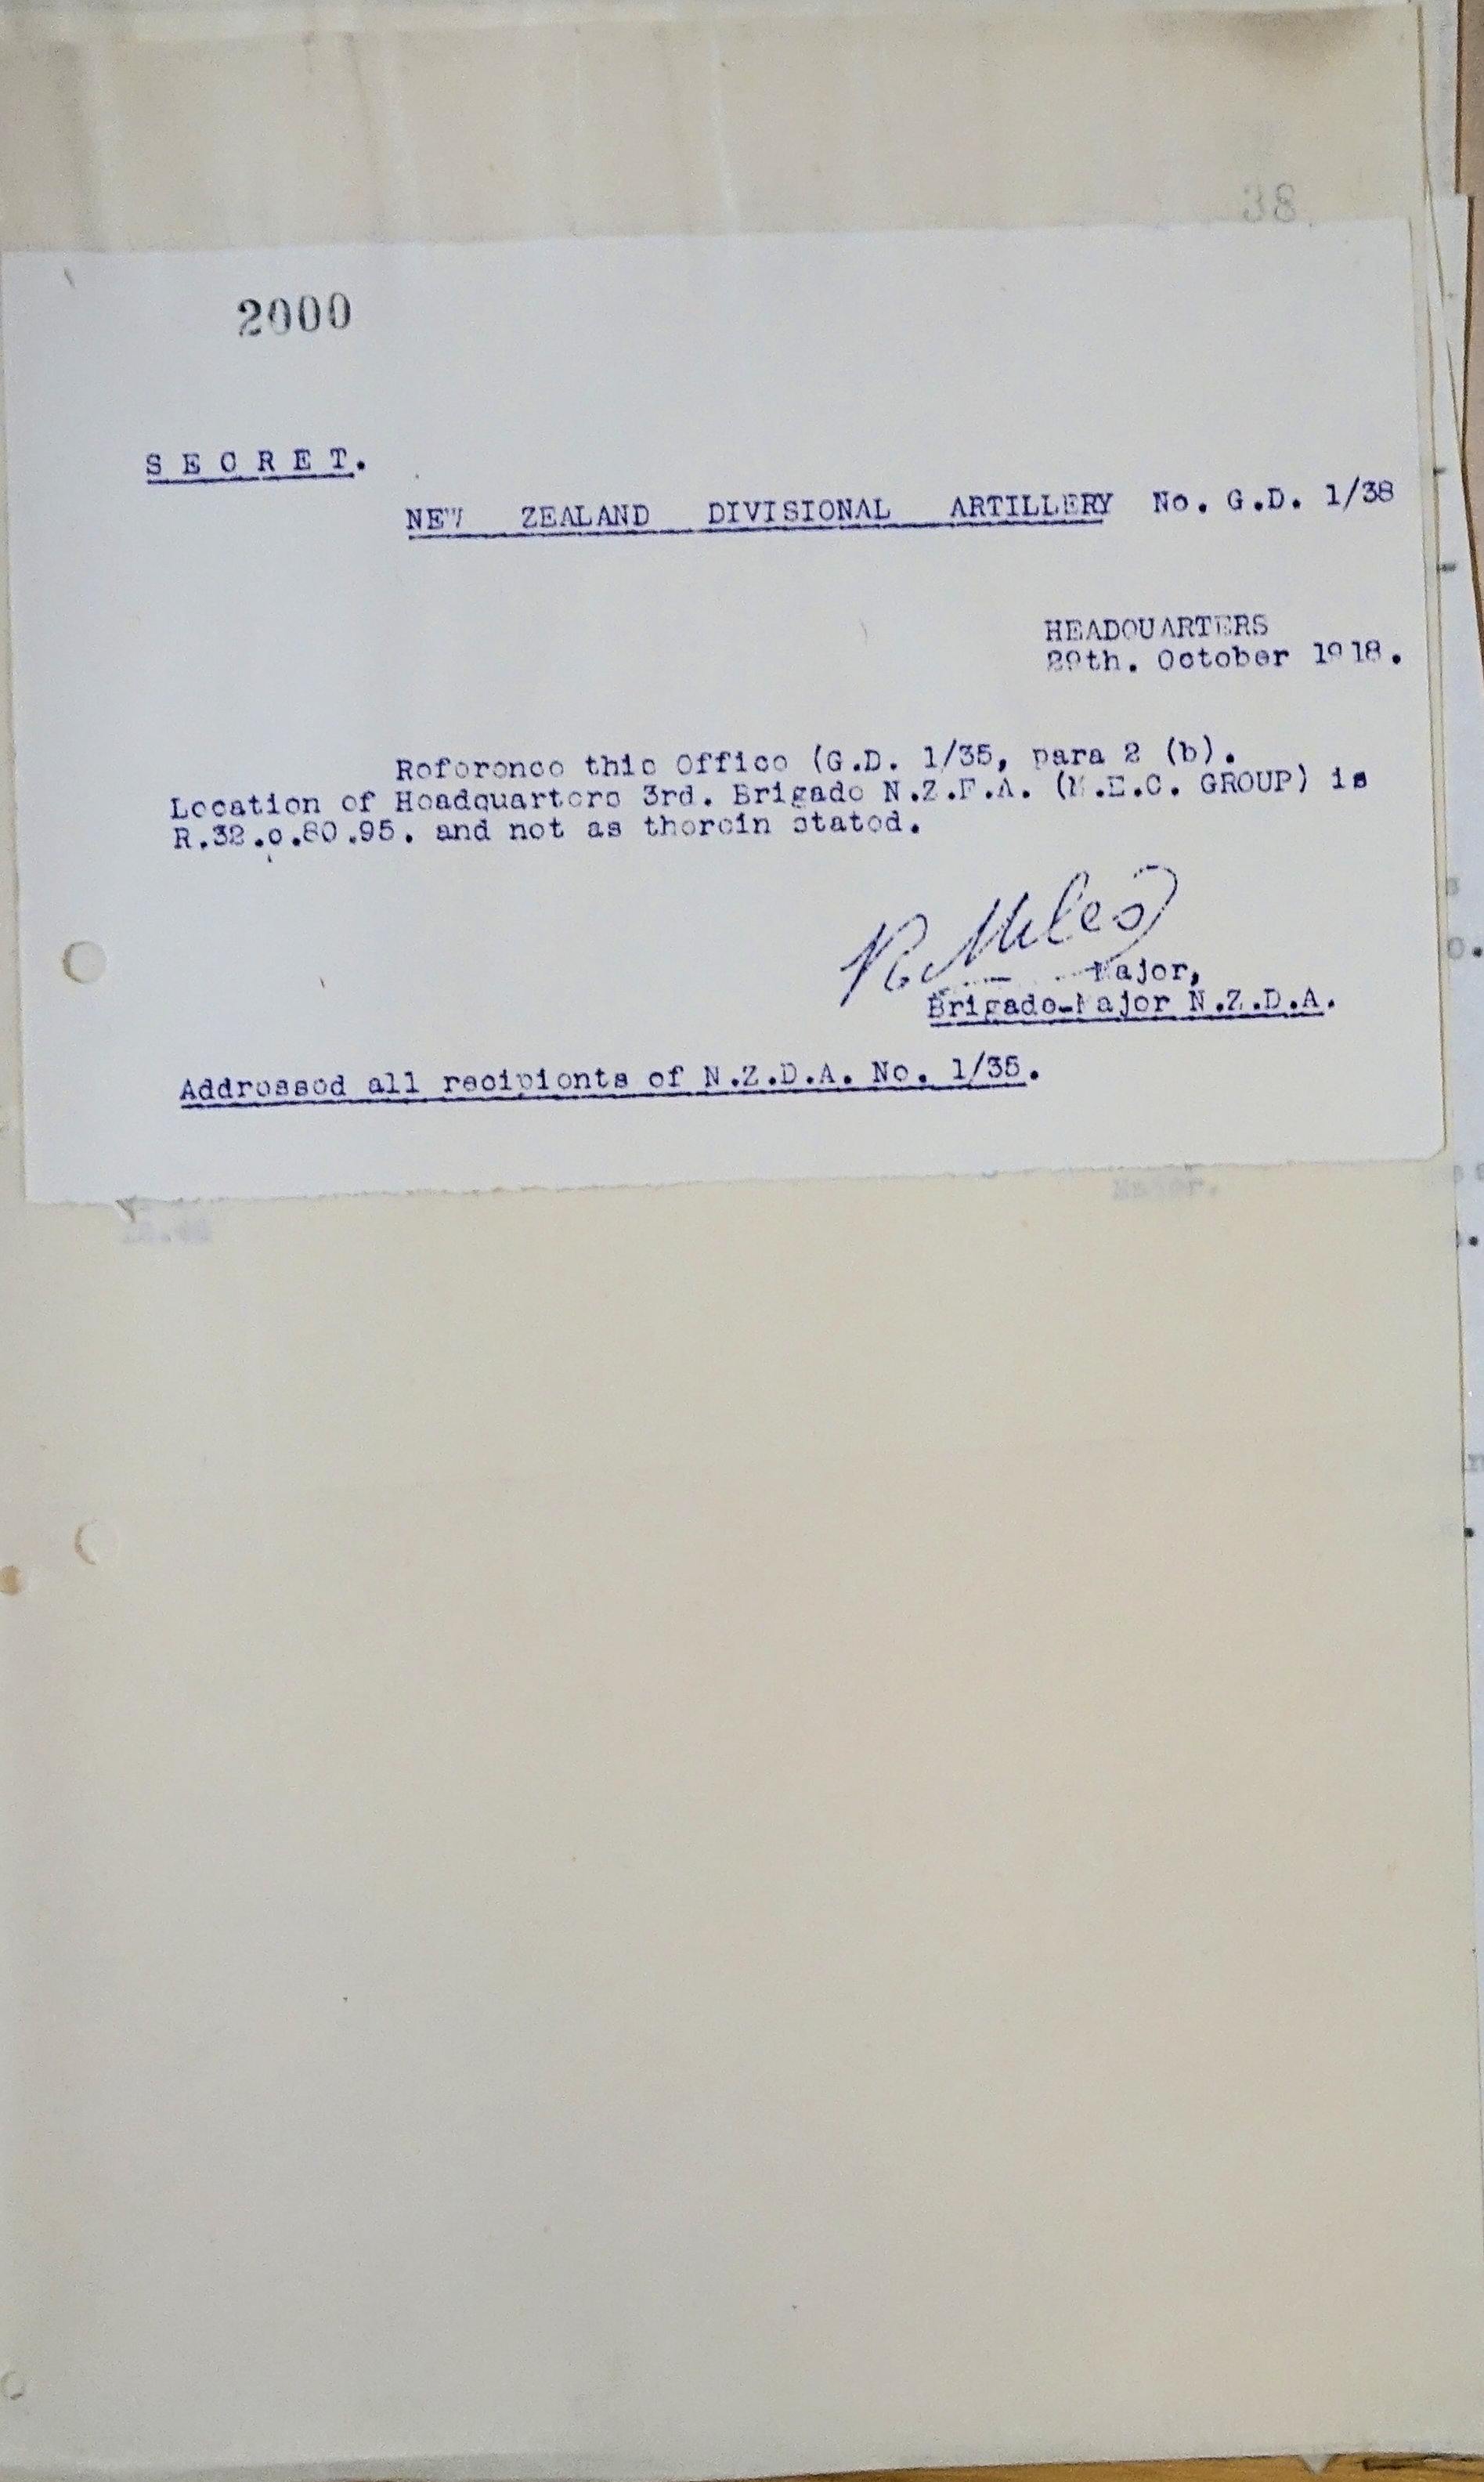 38
2000
SECRET.
NEW ZEALAND DIVISIONAL ARTILLERY No. G.D. 1/38
HEADQUARTERS
29th. October 1918.
Reference this Office (G.D. 1/35, para 2 (b).
Location of Headquarters 3rd. Brigade N.Z.F.A. (M.E.C. GROUP) is
R.32.c.80.95. and not as therein stated.
R. Miles
Major,
Brigade-Major N.Z.D.A.
Addressed all recipients of N.Z.D.A. No. 1/35.
Major.